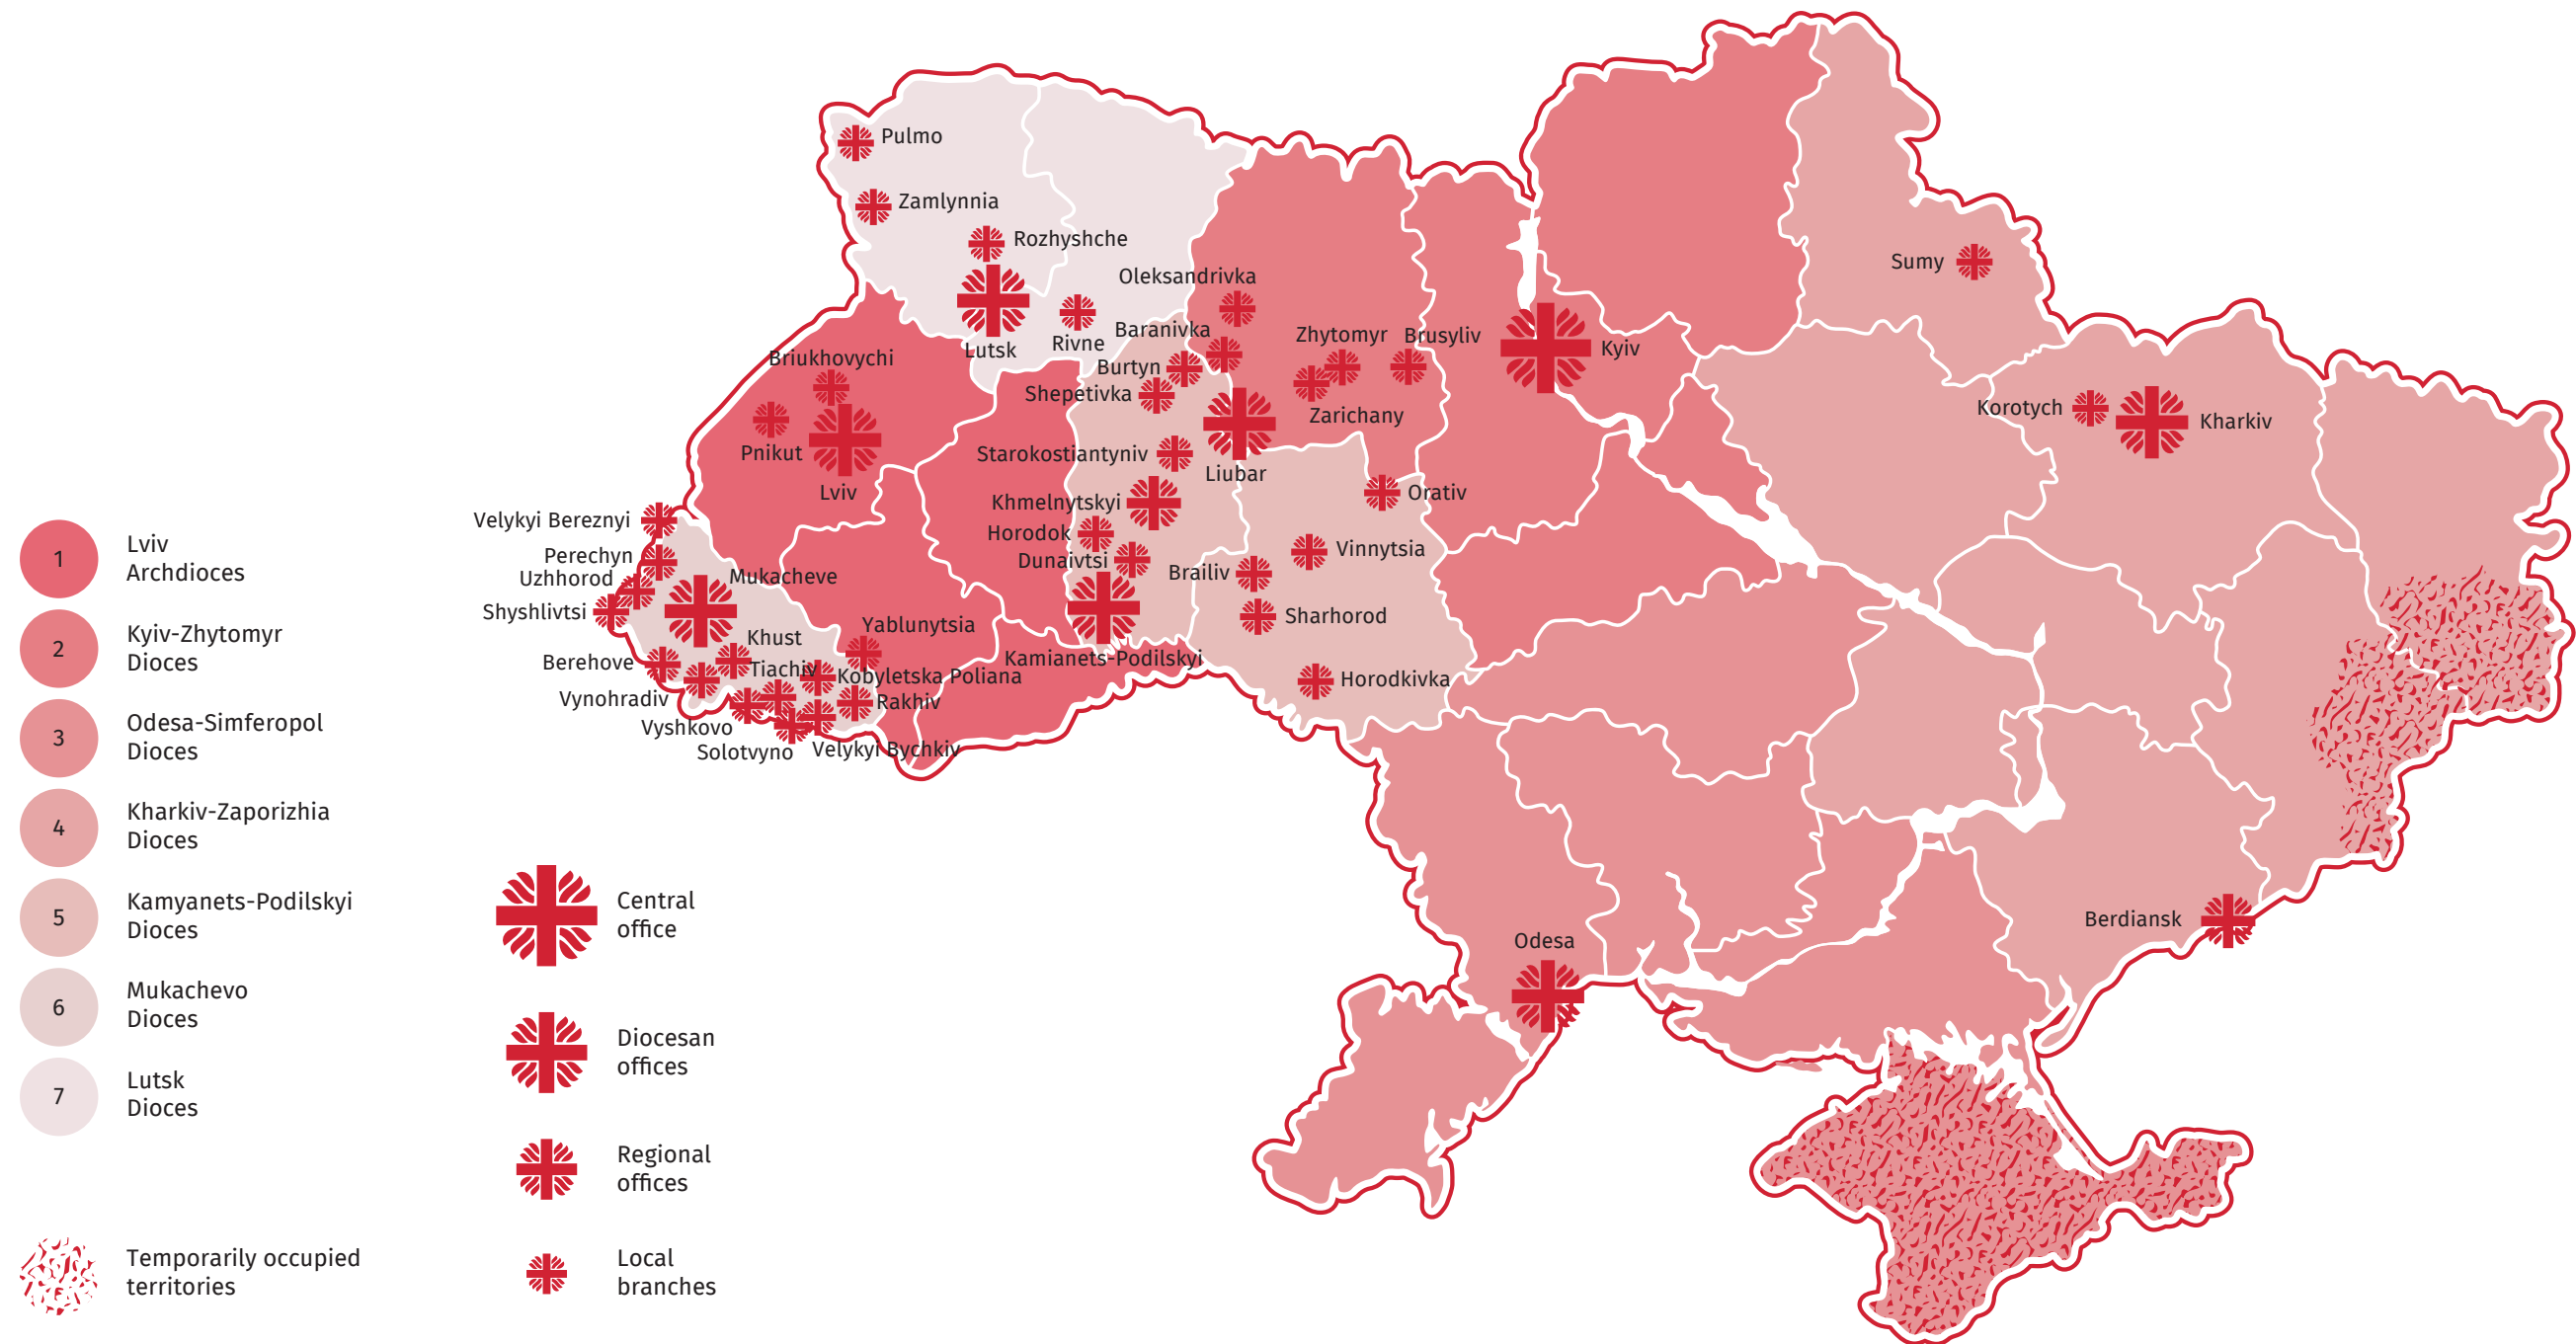 1
Lviv
Archdioces
2
Kyiv-Zhytomyr
Dioces
3
Odesa-Simferopol
Dioces
4
Kharkiv-Zaporizhia
Dioces
5
Kamyanets-Podilskyi
Dioces
6
Mukachevo
Dioces
7
Lutsk
Dioces
Temporarily occupied
territories
Central
office
Diocesan
offices
Regional
offices
Local
branches
Pulmo
Zamlynnia
Rozhyshche
Lutsk
Rivne
Oleksandrivka
Baranivka
Burtyn
Shepetivka
Zhytomyr
Brusyliv
Zarichany
Kyiv
Sumy
Korotych
Kharkiv
Briukhovychi
Pnikut
Lviv
Starokostiantyniv
Liubar
Khmelnytskyi
Horodok
Dunaivtsi
Orativ
Vinnytsia
Brailiv
Sharhorod
Horodkivka
Kamianets-Podilskyi
Velykyi Bereznyi
Perechyn
Uzhhorod
Shyshlivtsi
Mukacheve
Khust
Yablunytsia
Berehove
Tiachiv
Kobyletska Poliana
Vynohradiv
Rakhiv
Vyshkovo
Solotvyno
Velykyi Bychkiv
Odesa
Berdiansk